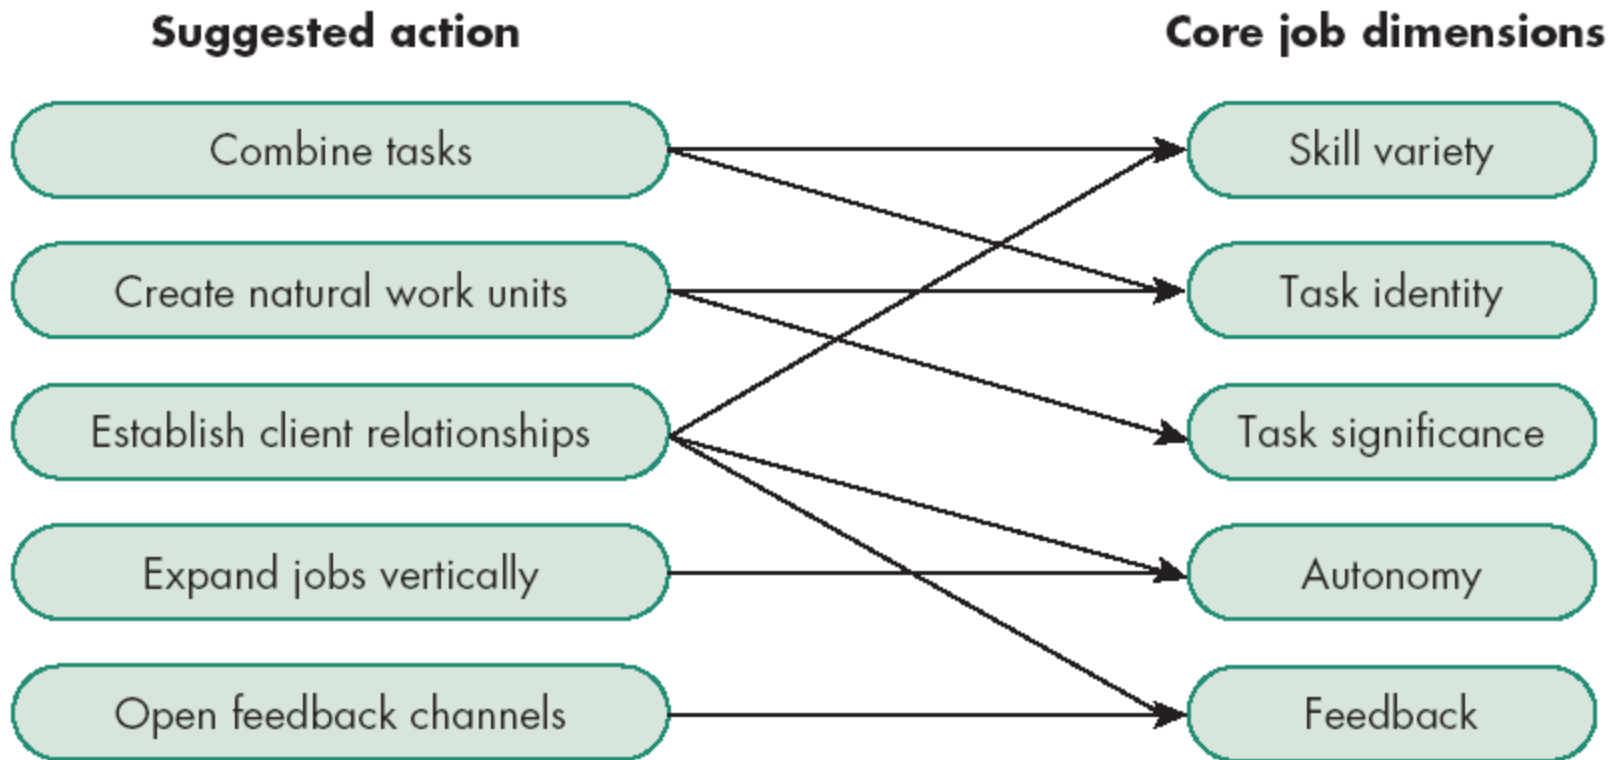 Suggested action
Core job dimensions
Combine tasks
Skill variety
Create natural work units
Task identity
Establish client relationships
Task significance
Expand jobs vertically
Autonomy
Open feedback channels
Feedback